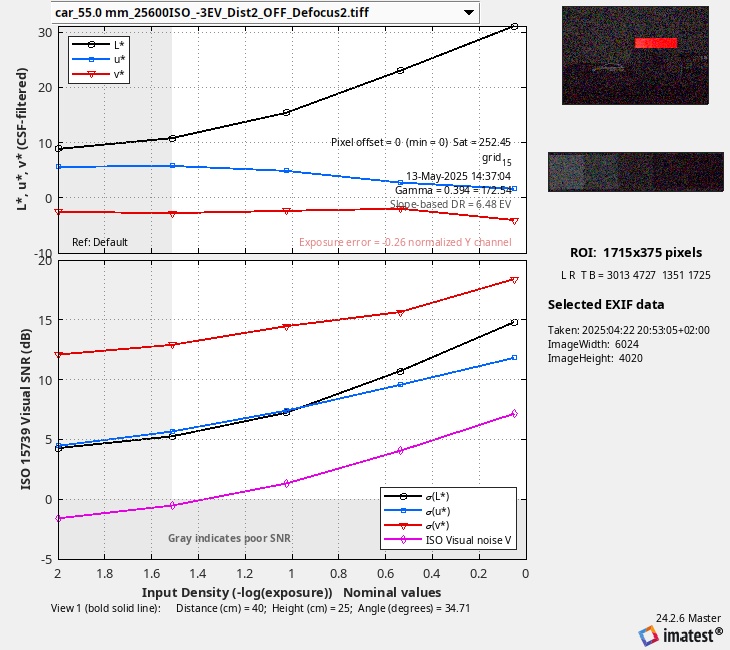 car_55.0 mm_25600ISO_-3EV_Dist2_OFF_Defocus2.tiff
L*, u*, v* (CSF-filtered)
30
20
10
0
-10
L*
u*
v*
Pixel offset = 0 (min = 0) Sat = 252.45
grid15
13-May-2025 14:37:04
Gamma = 0.394 = 172.54
Slope-based DR = 6.48 EV
Ref: Default
Exposure error = -0.26 normalized Y channel
ISO 15739 Visual SNR (dB)
20
15
10
5
0
-5
σ(L*)
σ(u*)
σ(v*)
ISO Visual noise V
Gray indicates poor SNR
2 1.8 1.6 1.4 1.2 1 0.8 0.6 0.4 0.2 0
Input Density (-log(exposure)) Nominal values
View 1 (bold solid line): Distance (cm) = 40; Height (cm) = 25; Angle (degrees) = 34.71
ROI: 1715x375 pixels
L R T B = 3013 4727 1351 1725
Selected EXIF data
Taken: 2025:04:22 20:53:05+02:00
ImageWidth: 6024
ImageHeight: 4020
24.2.6 Master
imatest®